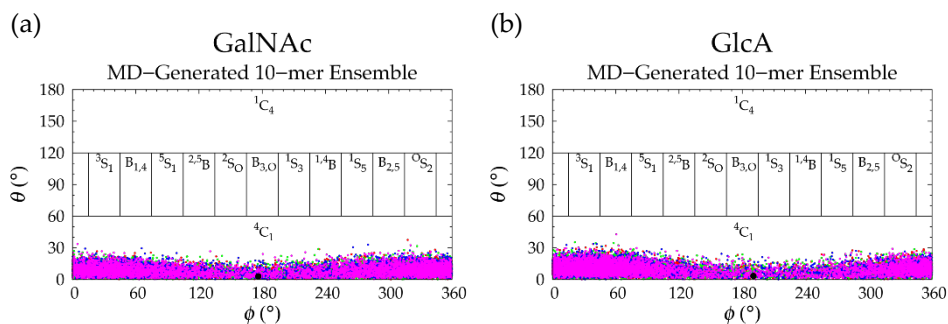 (a)
GalNAc
MD−Generated 10−mer Ensemble
180
150
120
90
60
30
0
θ (°)
¹C₄
³S₁ B₁,₄ ⁵S₁ ²,⁵B ²S_O B₃,O ¹S₃ ¹,⁴B ¹S₅ B₂,₅ ᴼS₂
⁴C₁
0 60 120 180 240 300 360
ϕ (°)
(b)
GlcA
MD−Generated 10−mer Ensemble
180
150
120
90
60
30
0
θ (°)
¹C₄
³S₁ B₁,₄ ⁵S₁ ²,⁵B ²S_O B₃,O ¹S₃ ¹,⁴B ¹S₅ B₂,₅ ᴼS₂
⁴C₁
0 60 120 180 240 300 360
ϕ (°)